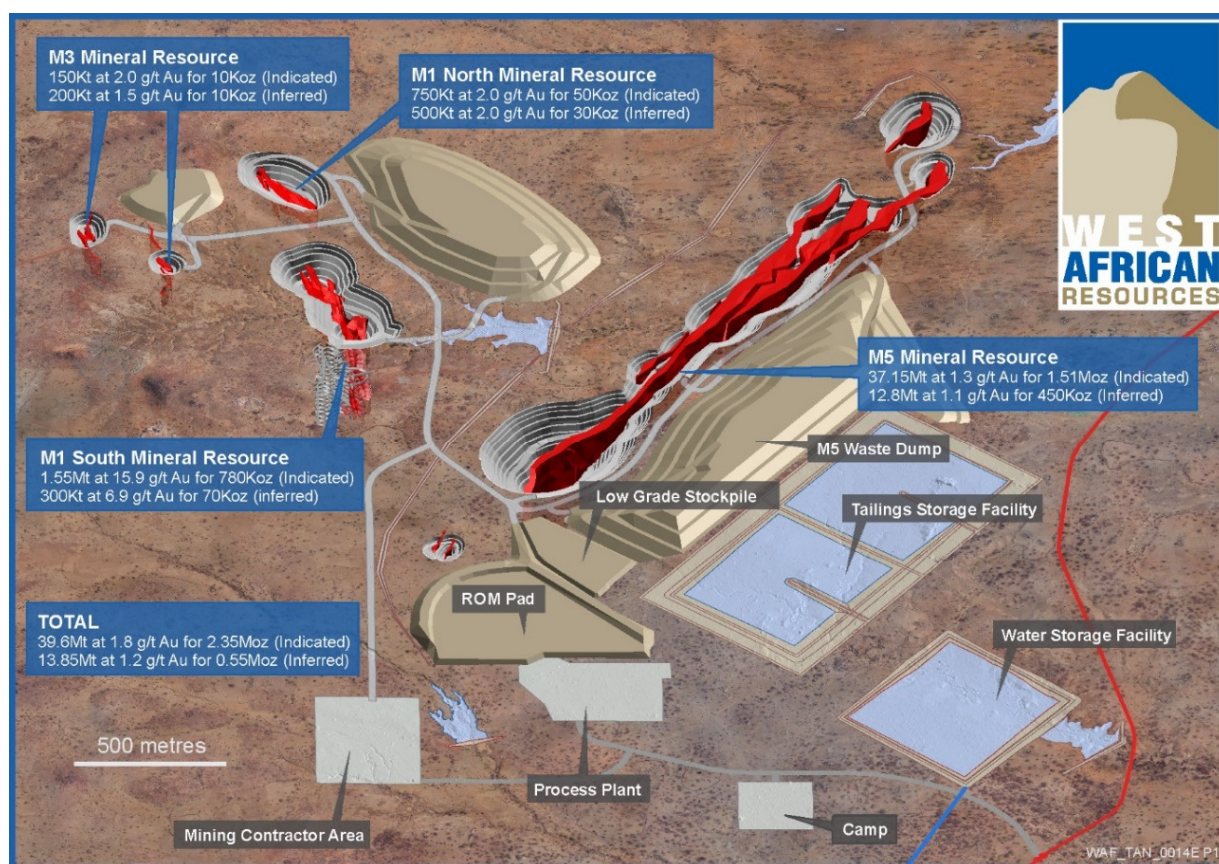 M3 Mineral Resource
150Kt at 2.0 g/t Au for 10Koz (Indicated)
200Kt at 1.5 g/t Au for 10Koz (Inferred)
M1 North Mineral Resource
750Kt at 2.0 g/t Au for 50Koz (Indicated)
500Kt at 2.0 g/t Au for 30Koz (Inferred)
WEST
AFRICAN
RESOURCES
M5 Mineral Resource
37.15Mt at 1.3 g/t Au for 1.51Moz (Indicated)
12.8Mt at 1.1 g/t Au for 450Koz (Inferred)
M5 Waste Dump
M1 South Mineral Resource
1.55Mt at 15.9 g/t Au for 780Koz (Indicated)
300Kt at 6.9 g/t Au for 70Koz (inferred)
Low Grade Stockpile
Tailings Storage Facility
ROM Pad
TOTAL
39.6Mt at 1.8 g/t Au for 2.35Moz (Indicated)
13.85Mt at 1.2 g/t Au for 0.55Moz (Inferred)
Water Storage Facility
500 metres
Process Plant
Mining Contractor Area
Camp
WAF_TAN_0014E P1